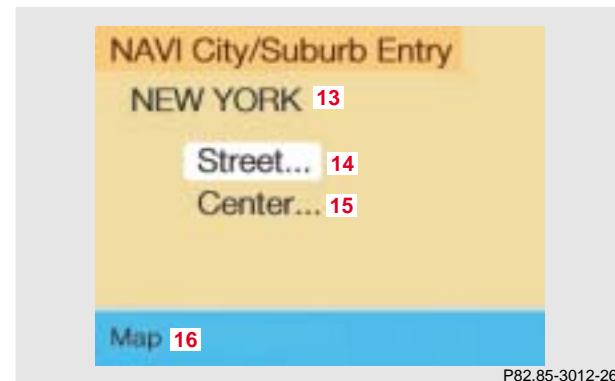 NAVI City/Suburb Entry
NEW YORK 13
Street... 14
Center... 15
Map 16
P82.85-3012-26